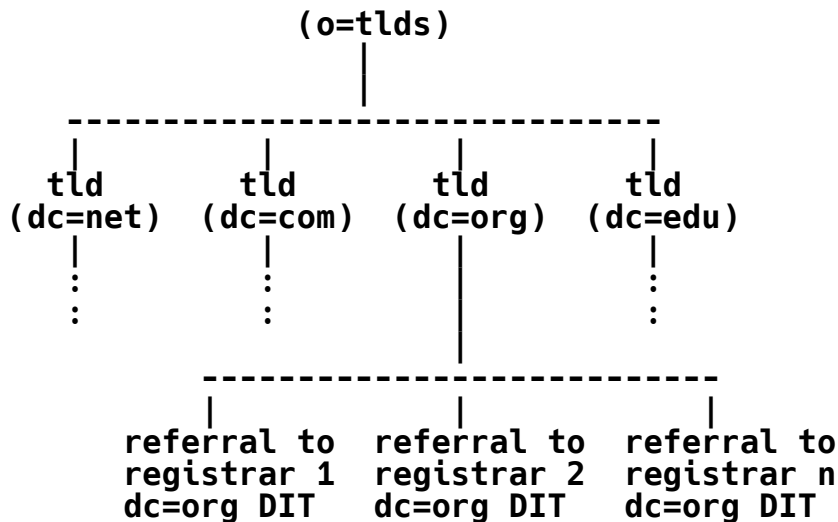 (o=tlds)
tld tld tld tld
(dc=net) (dc=com) (dc=org) (dc=edu)
: : :
: : :
referral to referral to referral to
registrar 1 registrar 2 registrar n
dc=org DIT dc=org DIT dc=org DIT